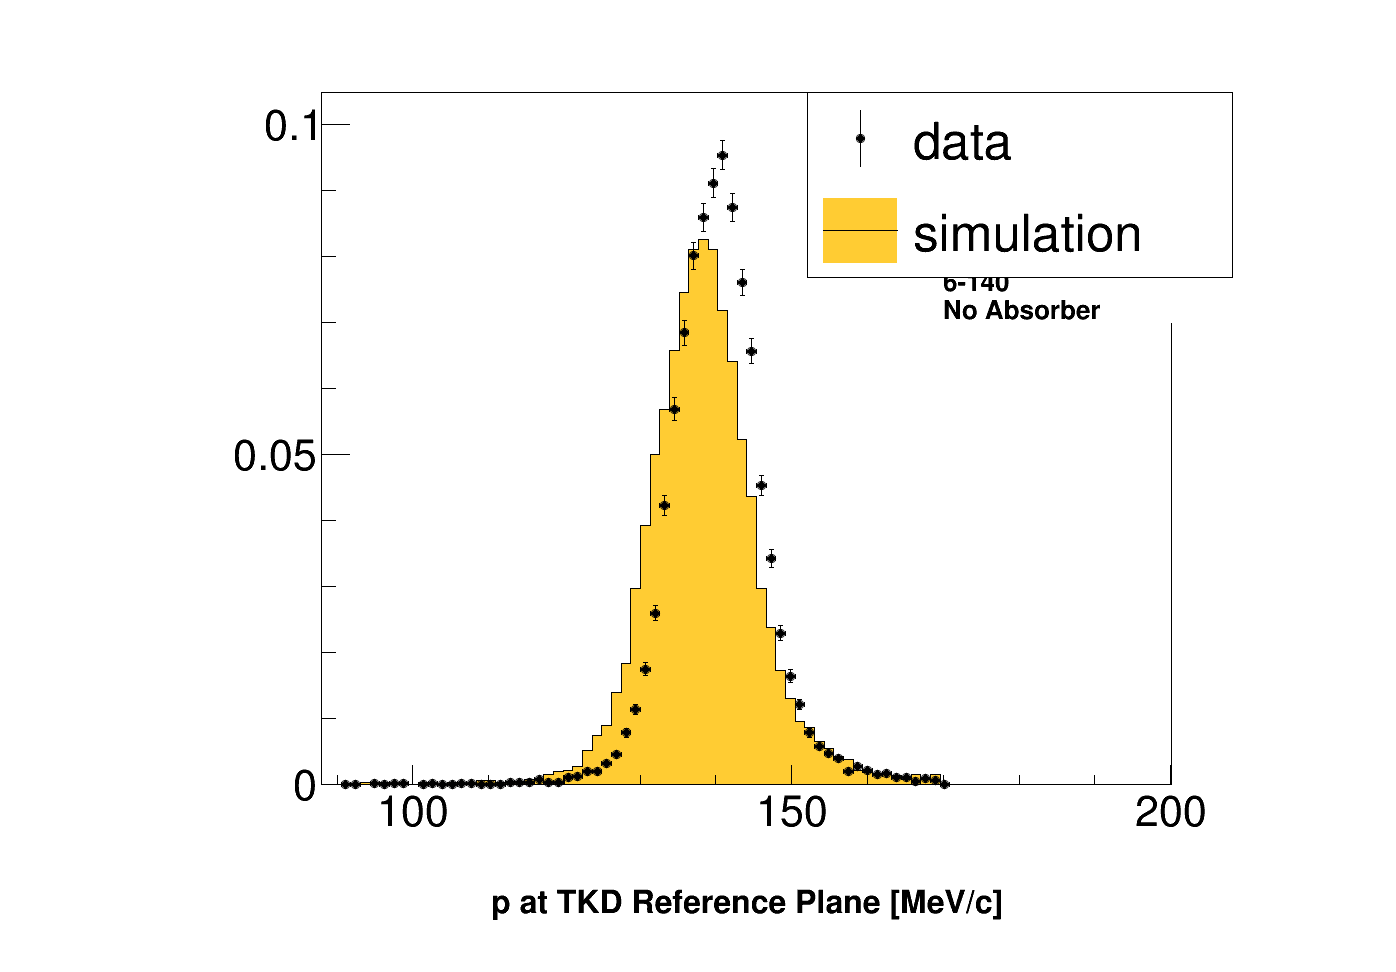 0.1
data
simulation
6-140
No Absorber
0.05
0
100
150
200
p at TKD Reference Plane [MeV/c]